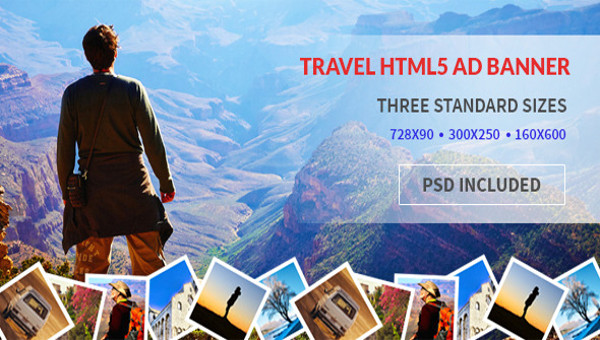 TRAVEL HTML5 AD BANNER
THREE STANDARD SIZES
728X90 • 300X250 • 160X600
PSD INCLUDED